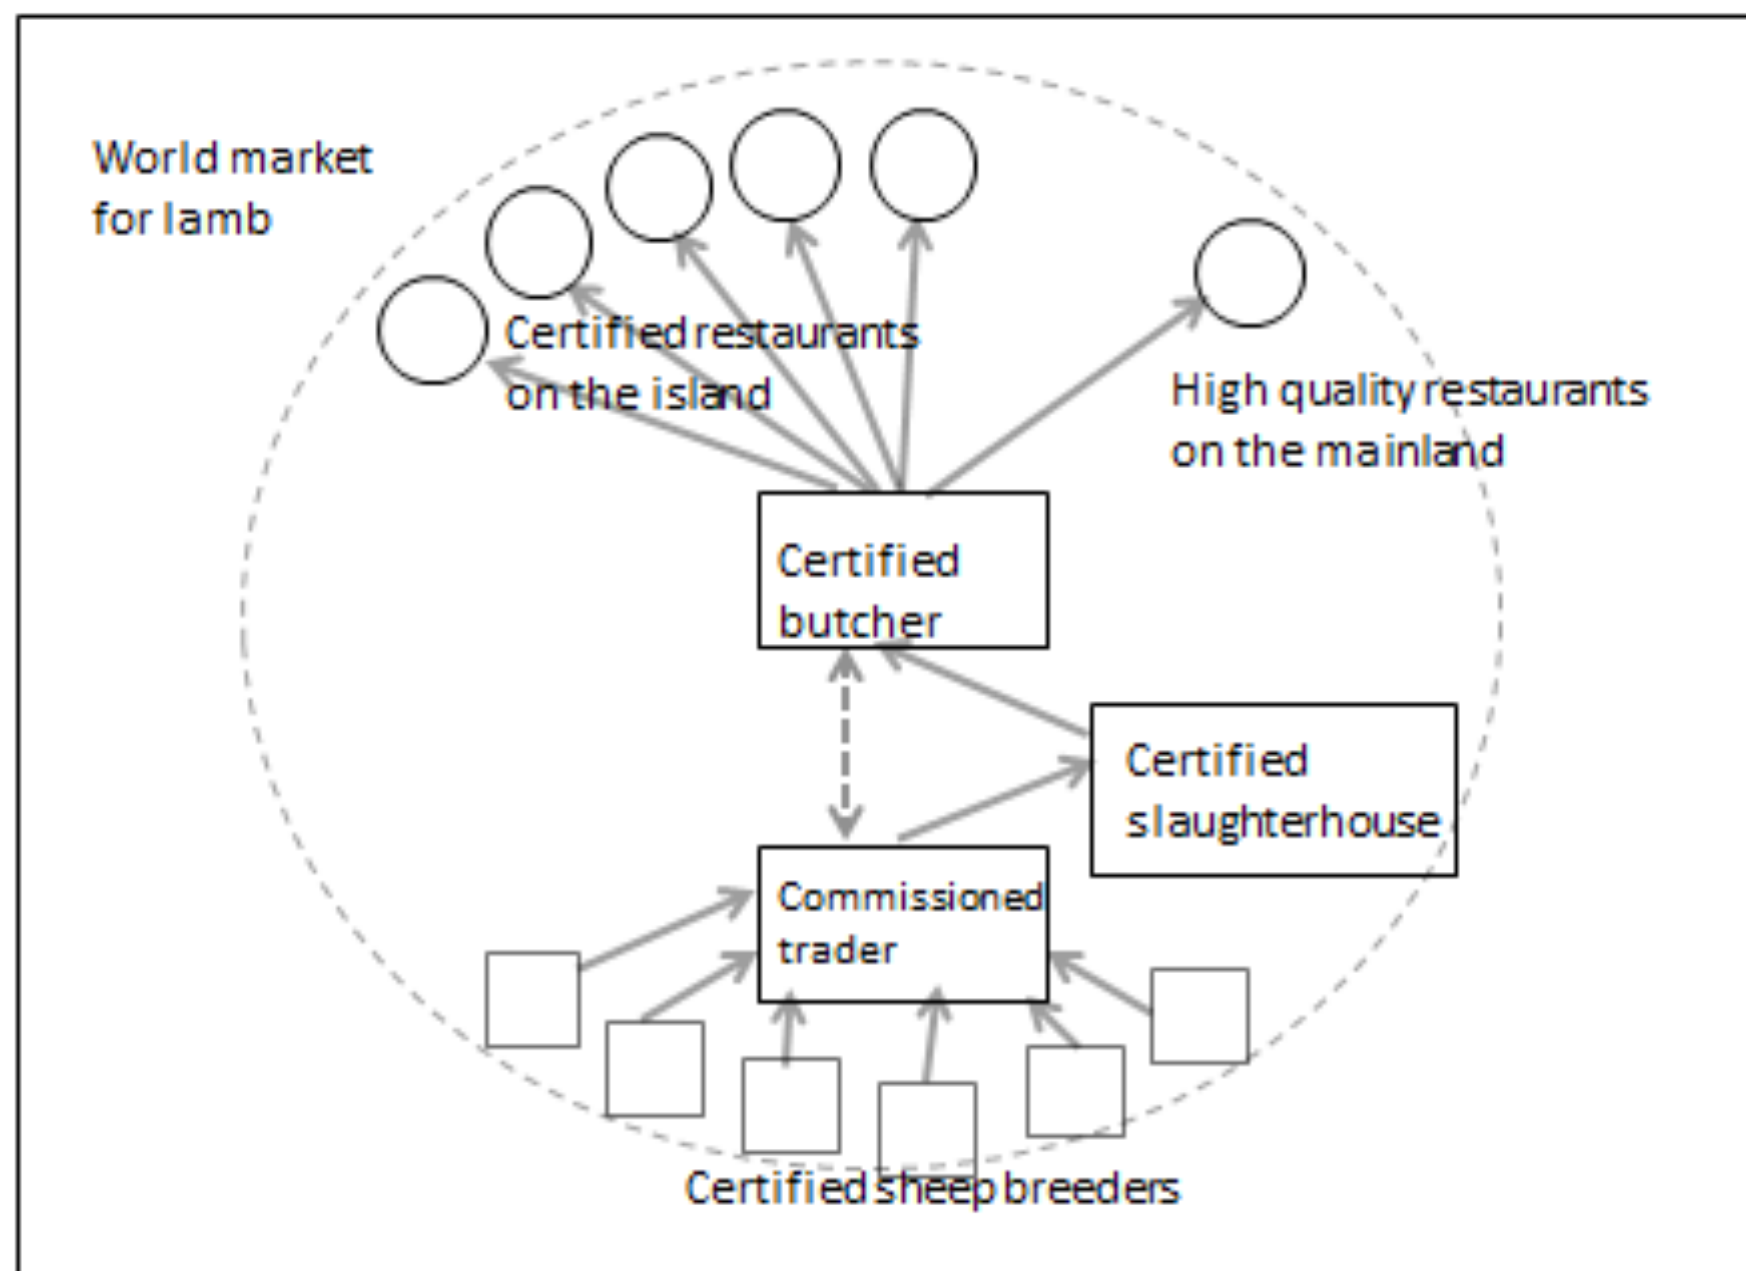 World market
for lamb
Certified restaurants
on the island
High quality restaurants
on the mainland
Certified
butcher
Certified
slaughterhouse
Commissioned
trader
Certified sheep breeders